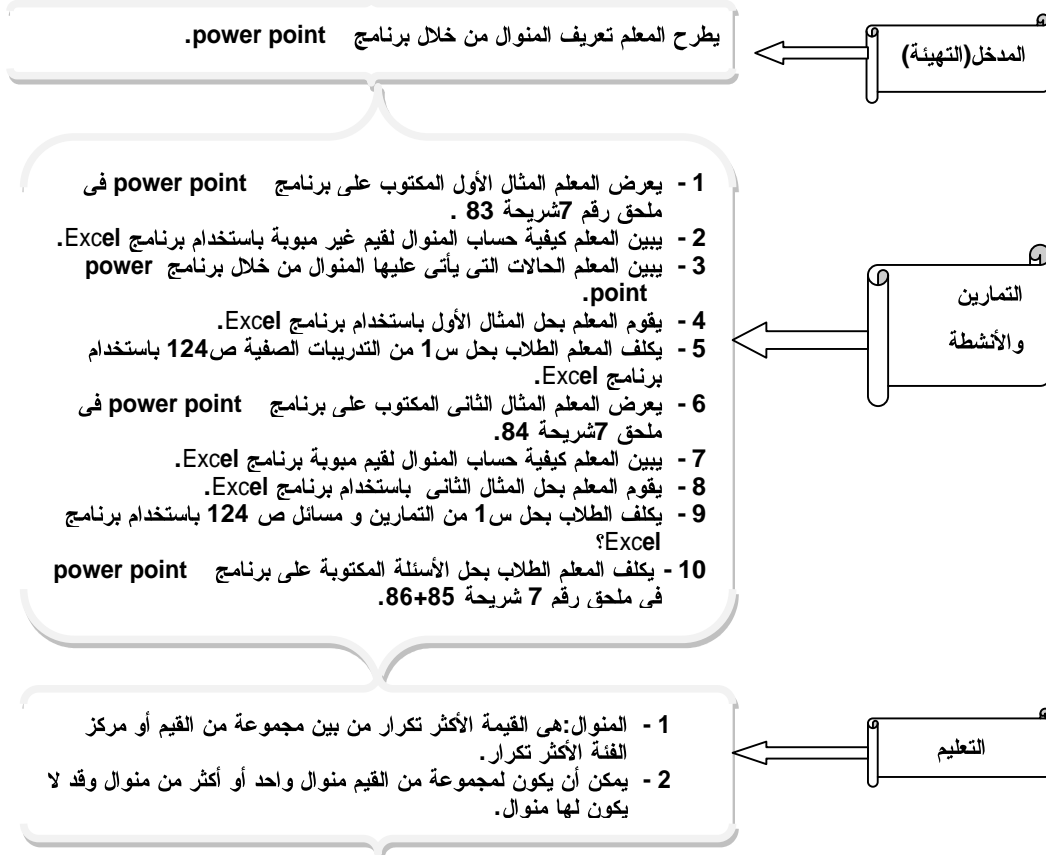 المدخل(التهيئة)
يطرح المعلم تعريف المنوال من خلال برنامج power point.
التمارين
والأنشطة
1 - يعرض المعلم المثال الأول المكتوب على برنامج power point فى
ملحق رقم 7شريحة 83 .
2 - يبين المعلم كيفية حساب المنوال لقيم غير مبوبة باستخدام برنامج Excel.
3 - يبين المعلم الحالات التى يأتى عليها المنوال من خلال برنامج power
point.
4 - يقوم المعلم بحل المثال الأول باستخدام برنامج Excel.
5 - يكلف المعلم الطلاب بحل س1 من التدريبات الصفية ص124 باستخدام
برنامج Excel.
6 - يعرض المعلم المثال الثانى المكتوب على برنامج power point فى
ملحق 7شريحة 84.
7 - يبين المعلم كيفية حساب المنوال لقيم مبوبة برنامج Excel.
8 - يقوم المعلم بحل المثال الثانى باستخدام برنامج Excel.
9 - يكلف الطلاب بحل س1 من التمارين و مسائل ص 124 باستخدام برنامج
Excel؟
10 - يكلف المعلم الطلاب بحل الأسئلة المكتوبة على برنامج power point
فى ملحق رقم 7 شريحة 85+86.
التعليم
1 - المنوال:هى القيمة الأكثر تكرار من بين مجموعة من القيم أو مركز
الفئة الأكثر تكرار.
2 - يمكن أن يكون لمجموعة من القيم منوال واحد أو أكثر من منوال وقد لا
يكون لها منوال.